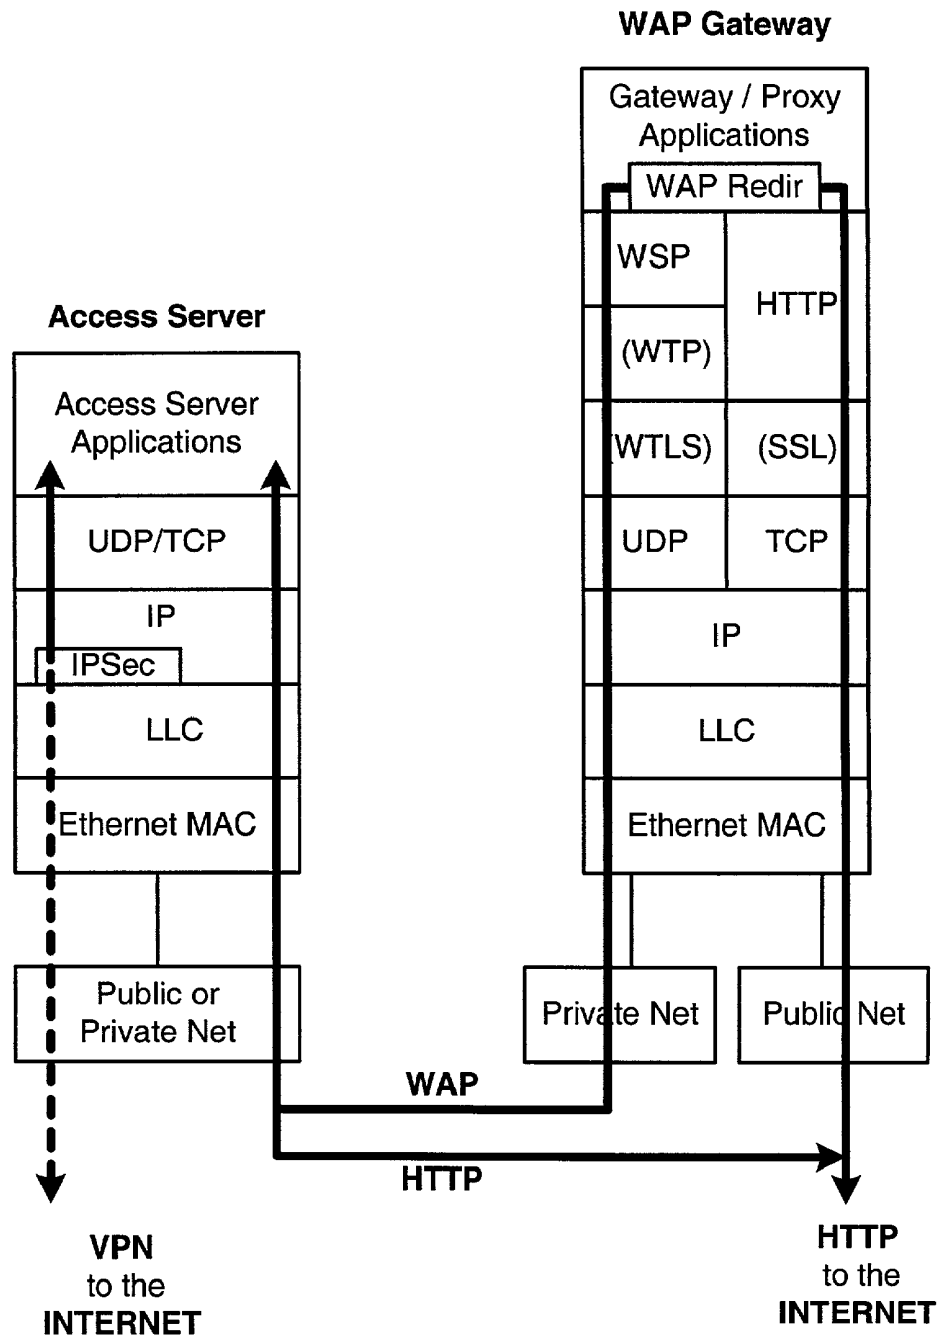 WAP Gateway
Gateway / Proxy
Applications
WAP Redir
WSP
HTTP
(WTP)
(WTLS)
(SSL)
UDP
TCP
IP
LLC
Ethernet MAC
Private Net
Public Net
Access Server
Access Server
Applications
UDP/TCP
IP
IPSec
LLC
Ethernet MAC
Public or
Private Net
WAP
HTTP
VPN
to the
INTERNET
HTTP
to the
INTERNET